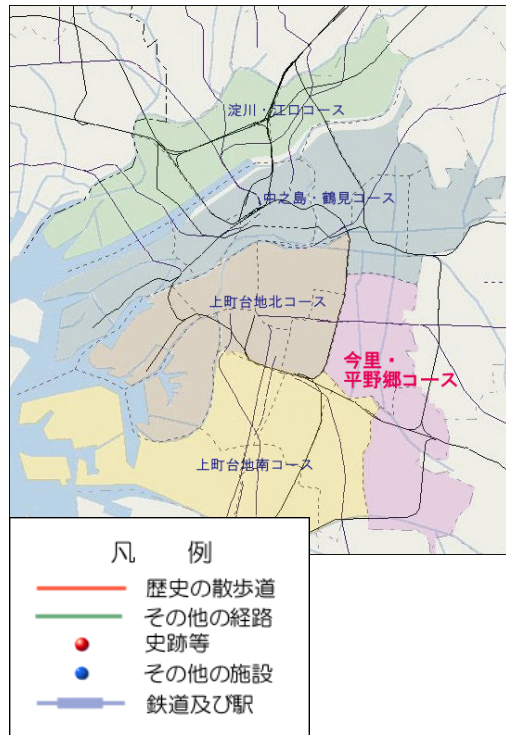 淀川・江口コース
中之島・鶴見コース
上町台地北コース
今里・
平野郷コース
上町台地南コース
凡 例
歴史の散歩道
その他の経路
史跡等
その他の施設
鉄道及び駅